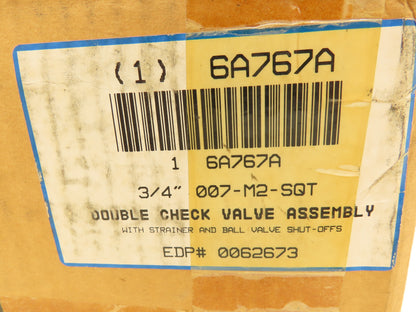 (1) 6A767A
1 6A767A
3/4" 007-M2-SQT
DOUBLE CHECK VALVE ASSEMBLY
WITH STRAINER AND BALL VALVE SHUT-OFFS
EDP# 0062673